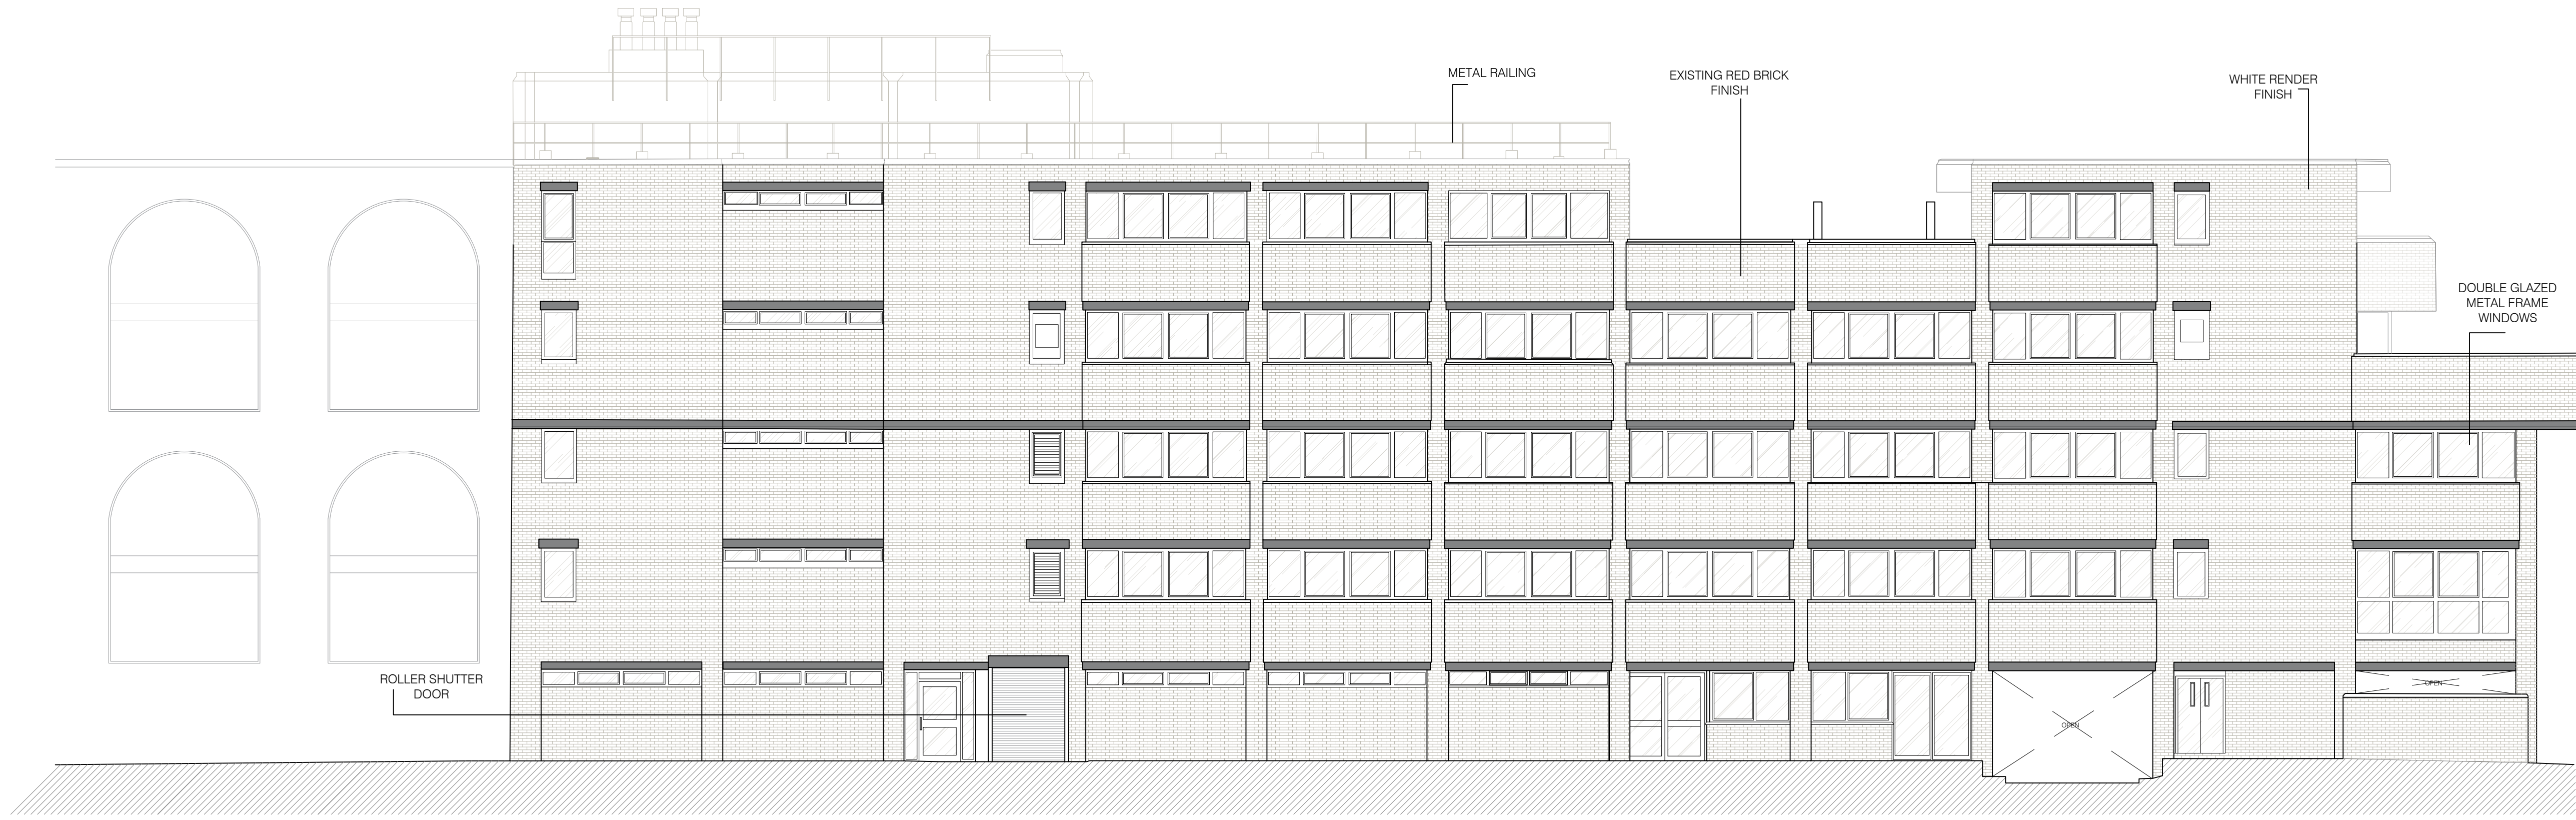 METAL RAILING
EXISTING RED BRICK
FINISH
WHITE RENDER
FINISH
DOUBLE GLAZED
METAL FRAME
WINDOWS
ROLLER SHUTTER
DOOR
OPEN
OPEN